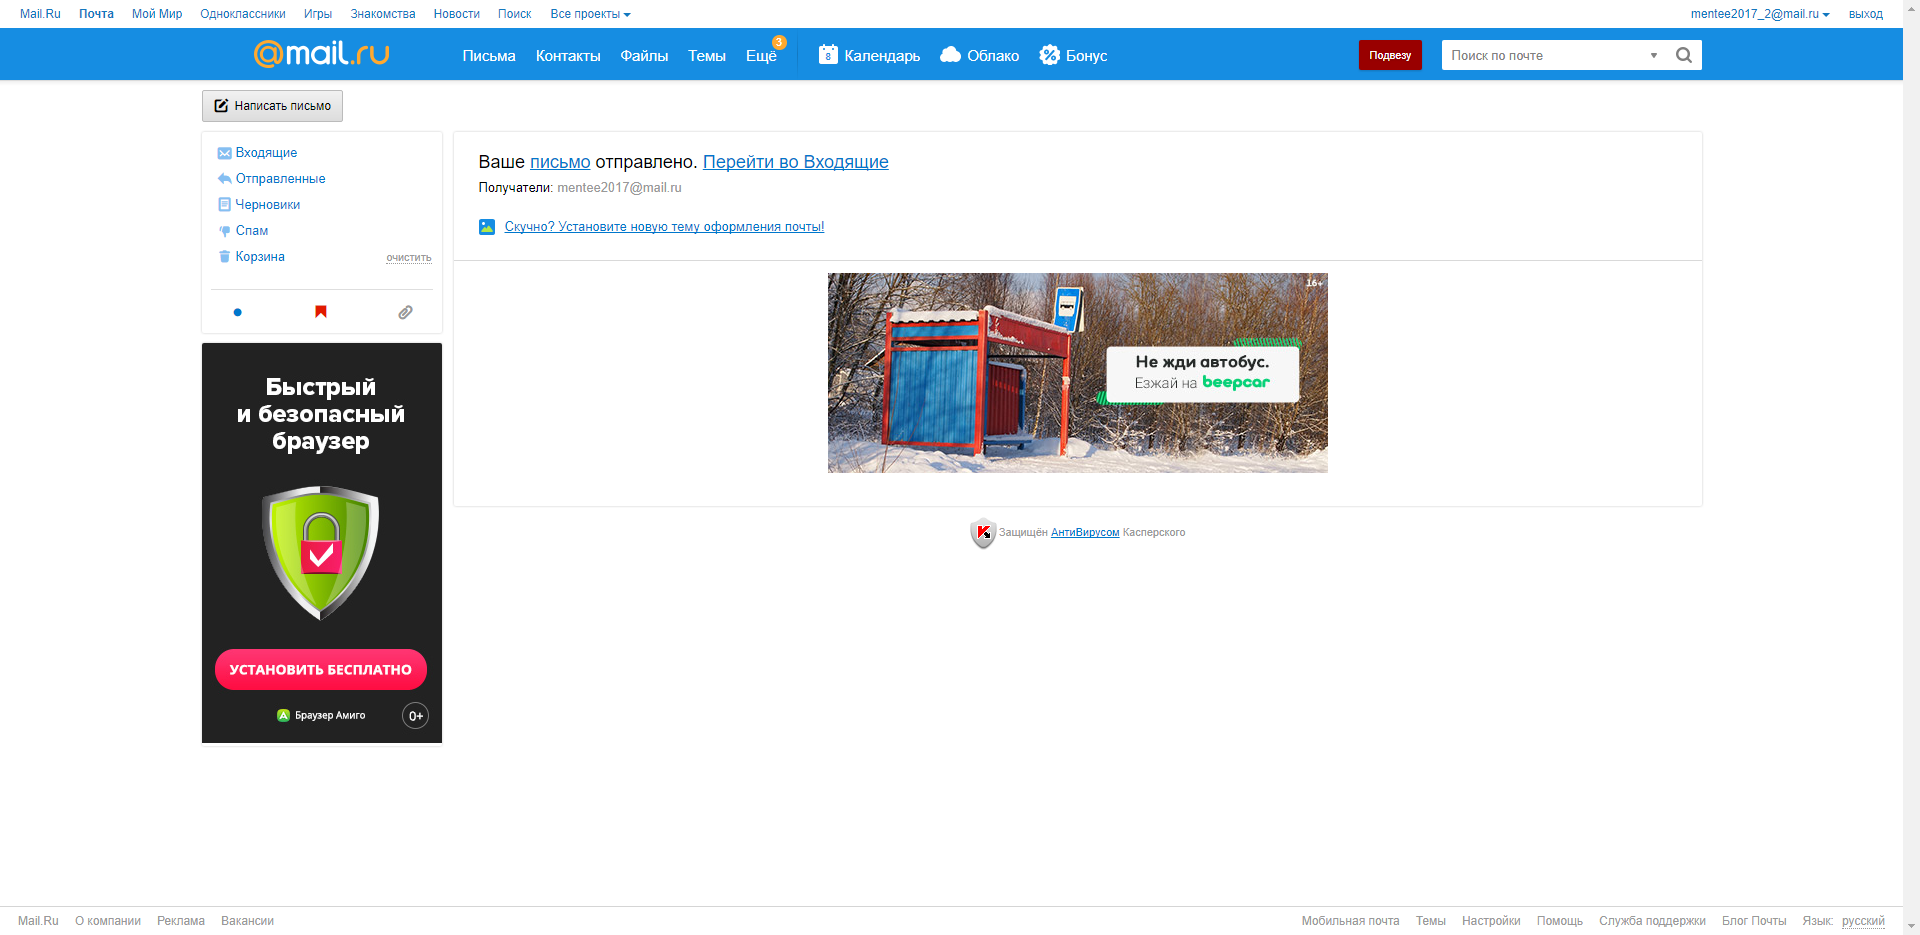 Mail.Ru Почта Мой Мир Одноклассники Игры Знакомства Новости Поиск Все проекты mentee2017_2@mail.ru выход
@mail.ru Письма Контакты Файлы Темы Ещё 3 8 Календарь Облако Бонус Подвезу Поиск по почте
Написать письмо
Входящие
Отправленные
Черновики
Спам
Корзина очистить
Ваше письмо отправлено. Перейти во Входящие
Получатели: mentee2017@mail.ru
Скучно? Установите новую тему оформления почты!
16+
Не жди автобус.
Езжай на beepcar
Быстрый
и безопасный
браузер
УСТАНОВИТЬ БЕСПЛАТНО
Браузер Амиго 0+
Защищён АнтиВирусом Касперского
Mail.Ru О компании Реклама Вакансии Мобильная почта Темы Настройки Помощь Служба поддержки Блог Почты Язык: русский